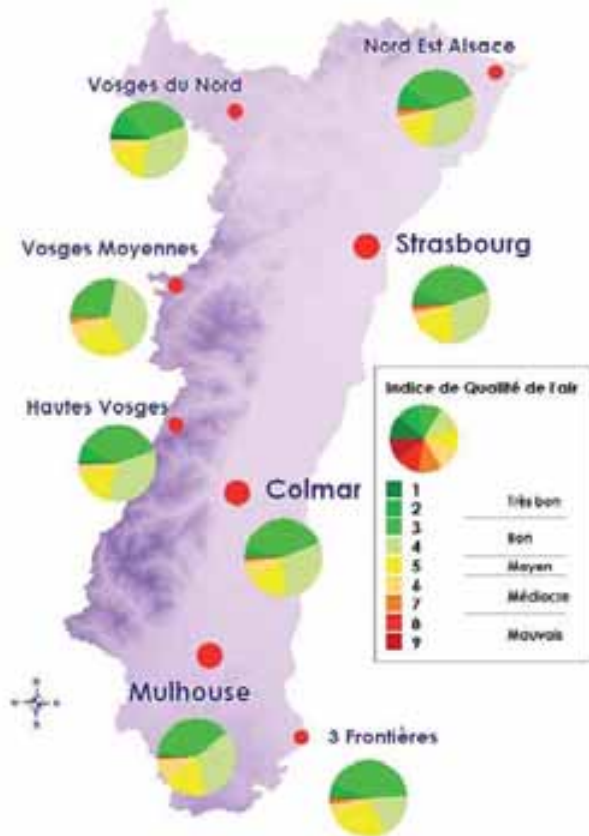 Nord Est Alsace
Vosges du Nord
Strasbourg
Vosges Moyennes
Indice de Qualité de l'air
Hautes Vosges
Colmar
1
2
3
4
5
6
7
8
9
Très bon
Bon
Moyen
Médiocre
Mauvais
Mulhouse
3 Frontières